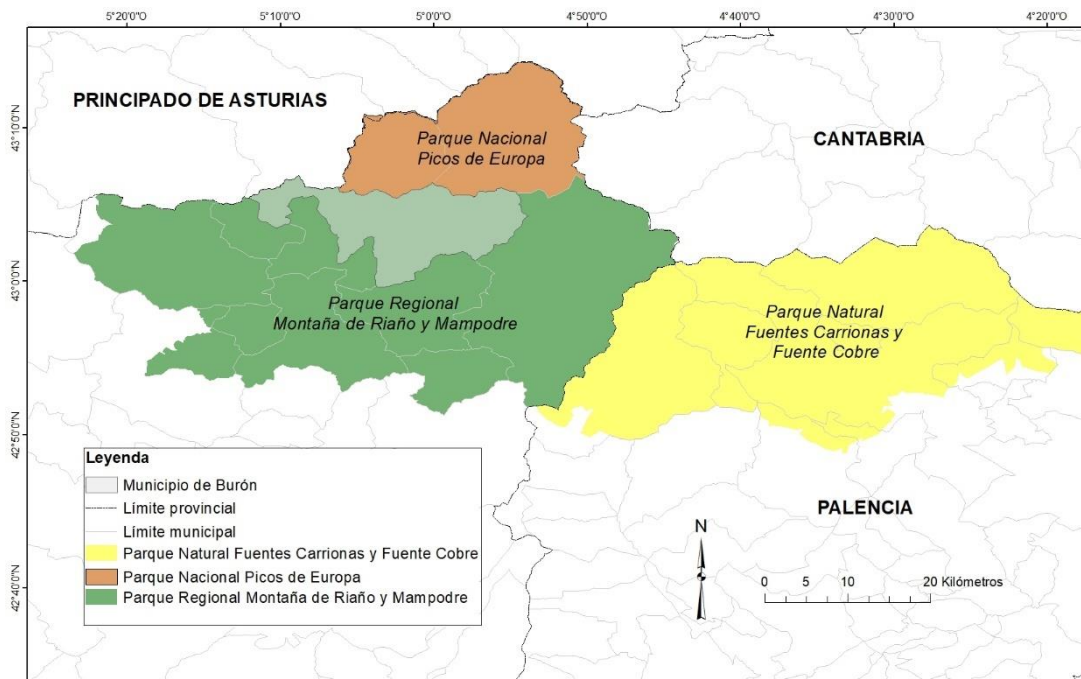 5°20'0"O
5°10'0"O
5°0'0"O
4°50'0"O
4°40'0"O
4°30'0"O
4°20'0"O
43°10'0"N
43°0'0"N
42°50'0"N
42°40'0"N
PRINCIPADO DE ASTURIAS
Parque Nacional
Picos de Europa
CANTABRIA
Parque Regional
Montaña de Riaño y Mampodre
Parque Natural
Fuentes Carrionas y
Fuente Cobre
PALENCIA
Leyenda
Municipio de Burón
Límite provincial
Límite municipal
Parque Natural Fuentes Carrionas y Fuente Cobre
Parque Nacional Picos de Europa
Parque Regional Montaña de Riaño y Mampodre
N
0 5 10 20 Kilómetros